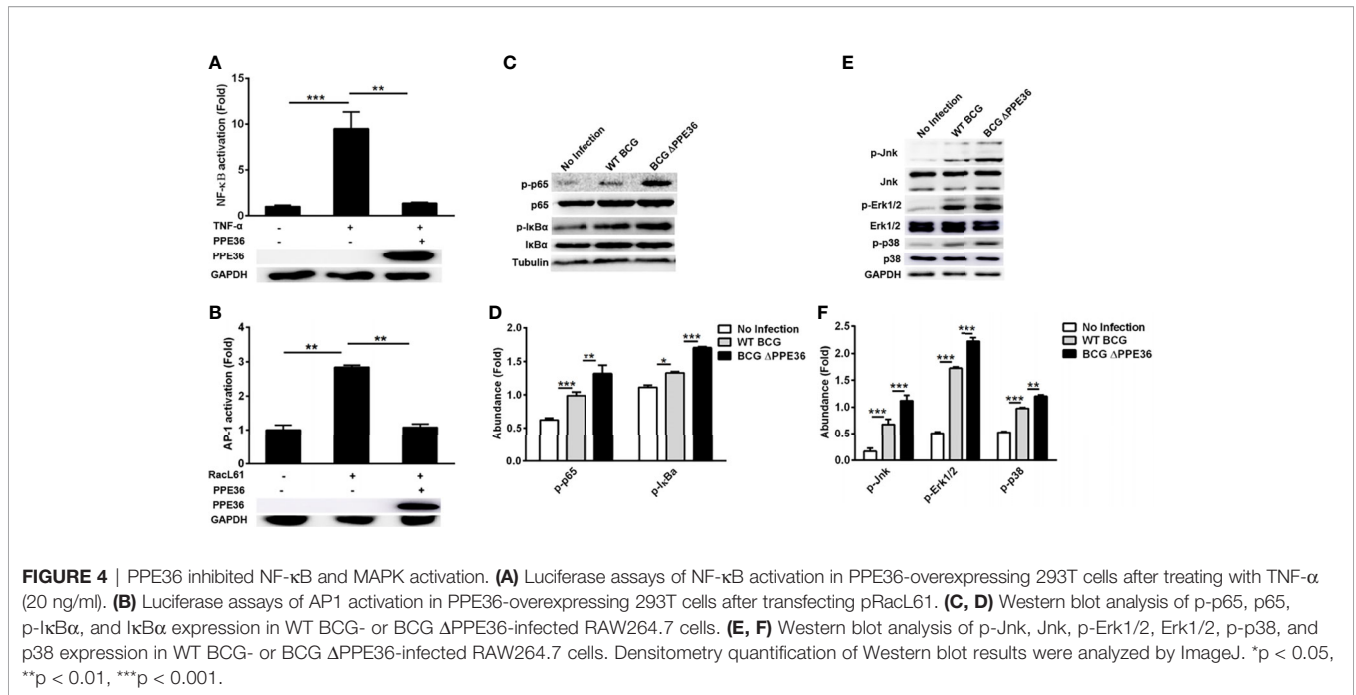 A
NF-κB activation (Fold)
15
10
5
0
***
**
TNF-α - + +
PPE36 - - +
PPE36
GAPDH
B
AP-1 activation (Fold)
4
3
2
1
0
**
**
RacL61 - + +
PPE36 - - +
PPE36
GAPDH
C
No Infection
WT BCG
BCG ΔPPE36
p-p65
p65
p-IκBα
IκBα
Tubulin
D
Abundance (Fold)
2.0
1.5
1.0
0.5
0.0
***
**
*
***
p-p65
p-IκBa
No Infection
WT BCG
BCG ΔPPE36
E
No Infection
WT BCG
BCG ΔPPE36
p-Jnk
Jnk
p-Erk1/2
Erk1/2
p-p38
p38
GAPDH
F
Abundance (Fold)
2.5
2.0
1.5
1.0
0.5
0.0
***
***
***
***
***
**
p-Jnk
p-Erk1/2
p-p38
No Infection
WT BCG
BCG ΔPPE36
FIGURE 4 | PPE36 inhibited NF-κB and MAPK activation. (A) Luciferase assays of NF-κB activation in PPE36-overexpressing 293T cells after treating with TNF-α
(20 ng/ml). (B) Luciferase assays of AP1 activation in PPE36-overexpressing 293T cells after transfecting pRacL61. (C, D) Western blot analysis of p-p65, p65,
p-IκBα, and IκBα expression in WT BCG- or BCG ΔPPE36-infected RAW264.7 cells. (E, F) Western blot analysis of p-Jnk, Jnk, p-Erk1/2, Erk1/2, p-p38, and
p38 expression in WT BCG- or BCG ΔPPE36-infected RAW264.7 cells. Densitometry quantification of Western blot results were analyzed by ImageJ. *p < 0.05,
**p < 0.01, ***p < 0.001.